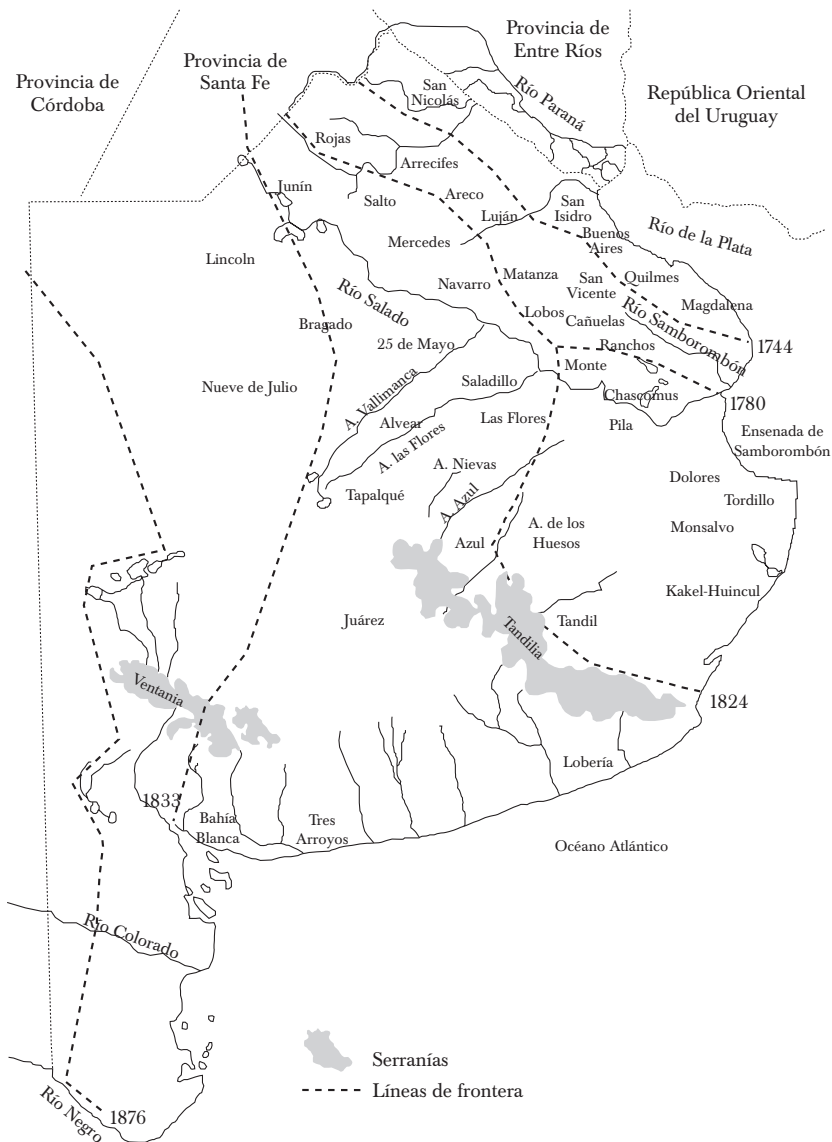 Provincia de
Entre Ríos
Provincia de
Córdoba
Provincia de
Santa Fe
República Oriental
del Uruguay
Río Paraná
San
Nicolás
Rojas
Arrecifes
Junín
Salto
Areco
San
Isidro
Luján
Río de la Plata
Buenos
Aires
Mercedes
Lincoln
Matanza
San
Vicente
Quilmes
Navarro
Río Salado
Magdalena
Río Samborombón
Lobos
Cañuelas
Bragado
25 de Mayo
Ranchos
1744
Monte
Nueve de Julio
A. Vallimanca
Saladillo
Chascomus
1780
Alvear
Las Flores
Pila
A. las Flores
Ensenada de
Samborombón
A. Nievas
Dolores
Tapalqué
A. Azul
Tordillo
A. de los
Huesos
Monsalvo
Azul
Kakel-Huincul
Juárez
Tandilia
Tandil
Ventania
1824
Lobería
1833
Bahía
Blanca
Tres
Arroyos
Océano Atlántico
Río Colorado
Serranías
Líneas de frontera
Río Negro
1876